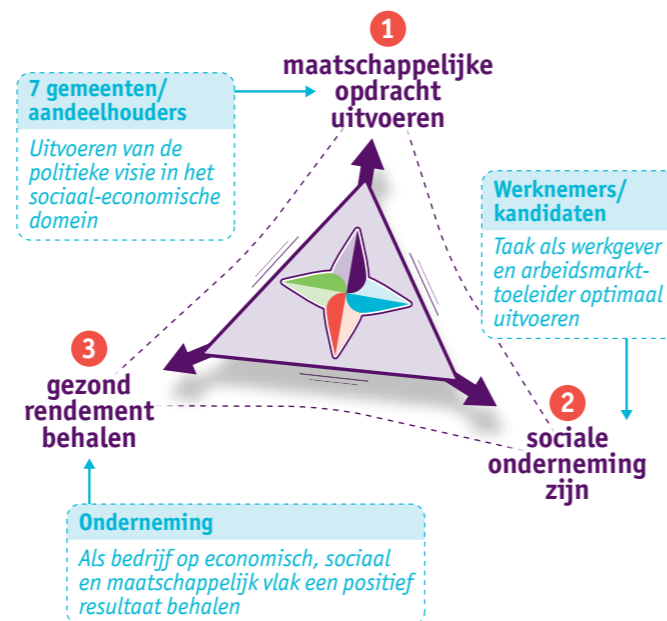 1
maatschappelijke
opdracht
uitvoeren
7 gemeenten/
aandeelhouders
Uitvoeren van de
politieke visie in het
sociaal-economische
domein
Werknemers/
kandidaten
Taak als werkgever
en arbeidsmarkt-
toeleider optimaal
uitvoeren
3
gezond
rendement
behalen
2
sociale
onderneming
zijn
Onderneming
Als bedrijf op economisch, sociaal
en maatschappelijk vlak een positief
resultaat behalen